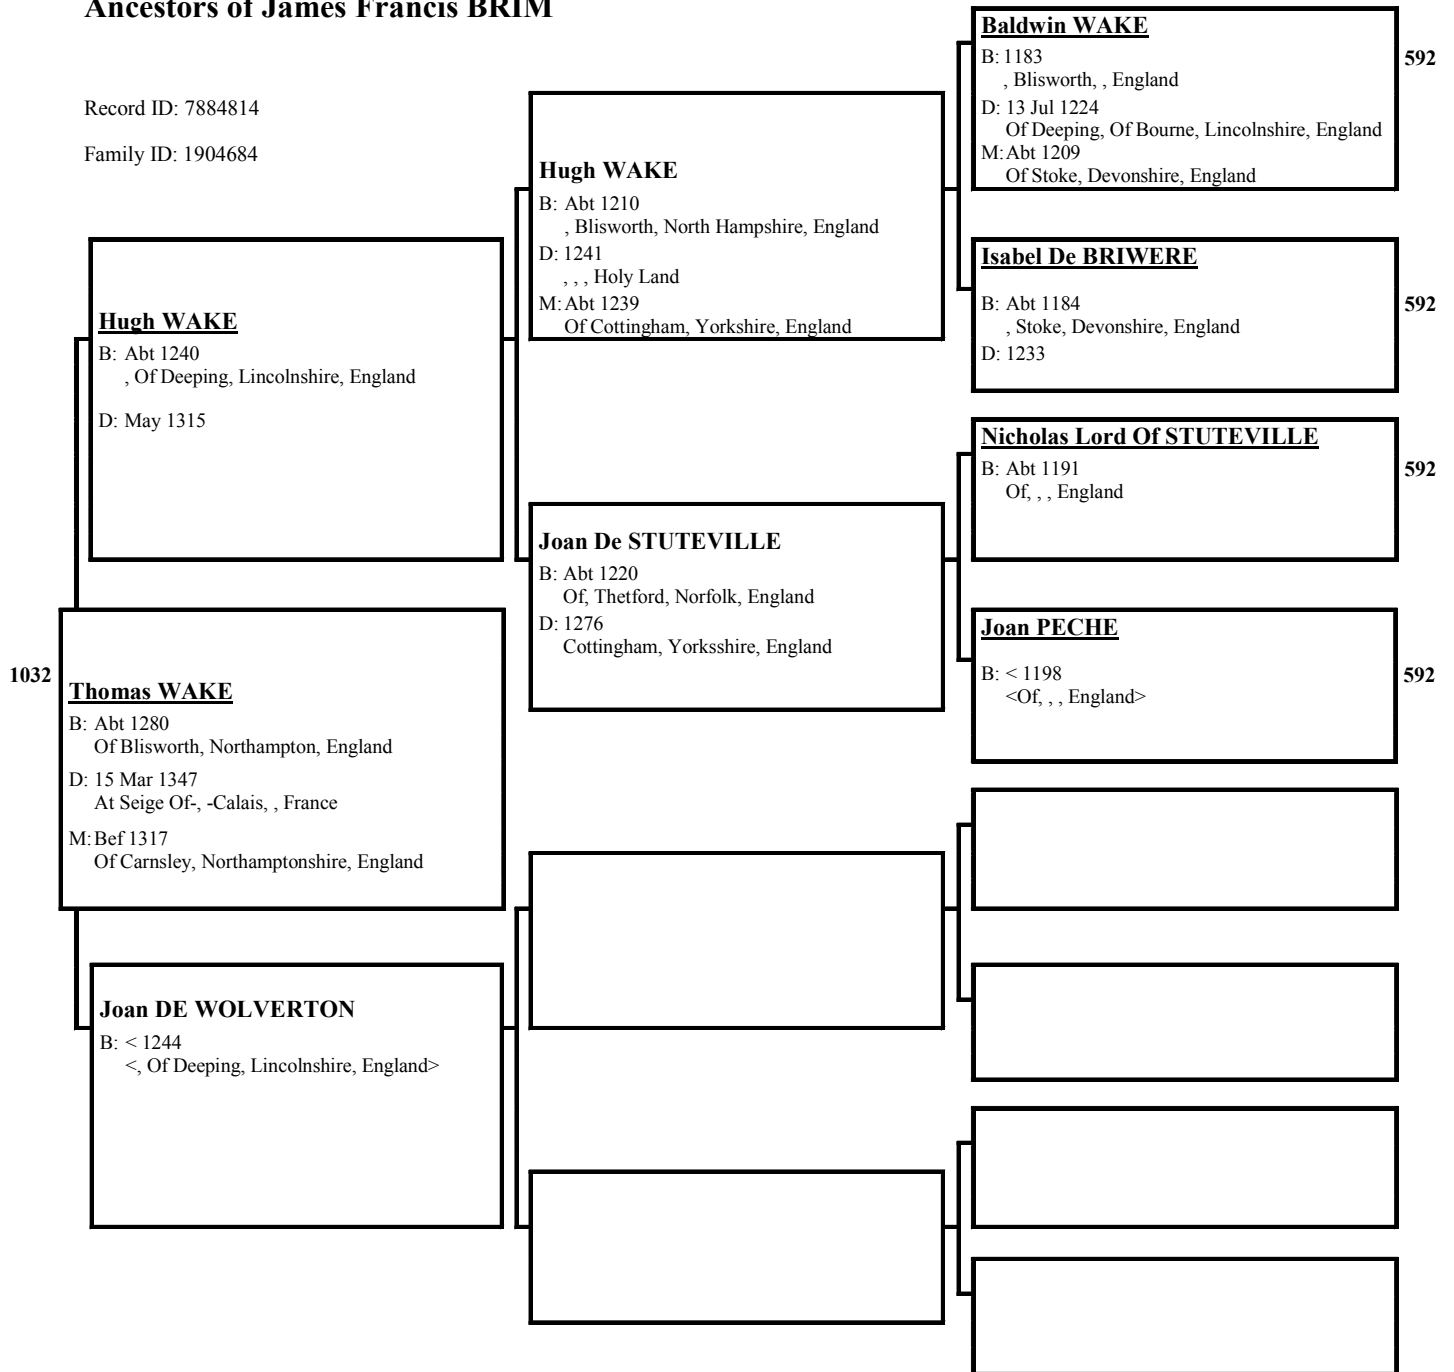 Ancestors of James Francis BRIM
Record ID: 7884814
Family ID: 1904684
Hugh WAKE
B: Abt 1240
, Of Deeping, Lincolnshire, England
D: May 1315
1032
Thomas WAKE
B: Abt 1280
Of Blisworth, Northampton, England
D: 15 Mar 1347
At Seige Of-, -Calais, , France
M: Bef 1317
Of Carnsley, Northamptonshire, England
Joan DE WOLVERTON
B: < 1244
<, Of Deeping, Lincolnshire, England>
Hugh WAKE
B: Abt 1210
, Blisworth, North Hampshire, England
D: 1241
, , , Holy Land
M: Abt 1239
Of Cottingham, Yorkshire, England
Joan De STUTEVILLE
B: Abt 1220
Of, Thetford, Norfolk, England
D: 1276
Cottingham, Yorksshire, England
Baldwin WAKE
B: 1183
, Blisworth, , England
D: 13 Jul 1224
Of Deeping, Of Bourne, Lincolnshire, England
M: Abt 1209
Of Stoke, Devonshire, England
592
Isabel De BRIWERE
B: Abt 1184
, Stoke, Devonshire, England
D: 1233
592
Nicholas Lord Of STUTEVILLE
B: Abt 1191
Of, , , England
592
Joan PECHE
B: < 1198
<Of, , , England>
592